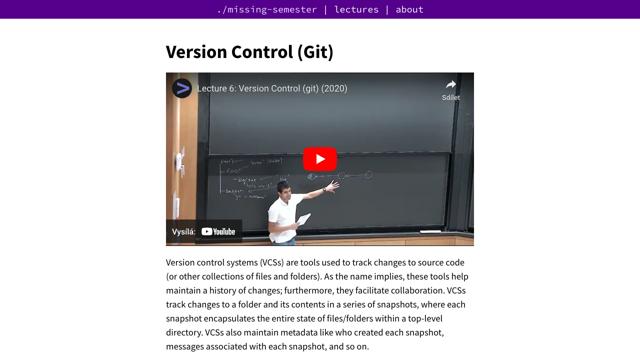 ./missing-semester | lectures | about
Version Control (Git)
Lecture 6: Version Control (git) (2020)
Sdílet
Vysílá: YouTube
Version control systems (VCSs) are tools used to track changes to source code
(or other collections of files and folders). As the name implies, these tools help
maintain a history of changes; furthermore, they facilitate collaboration. VCSs
track changes to a folder and its contents in a series of snapshots, where each
snapshot encapsulates the entire state of files/folders within a top-level
directory. VCSs also maintain metadata like who created each snapshot,
messages associated with each snapshot, and so on.